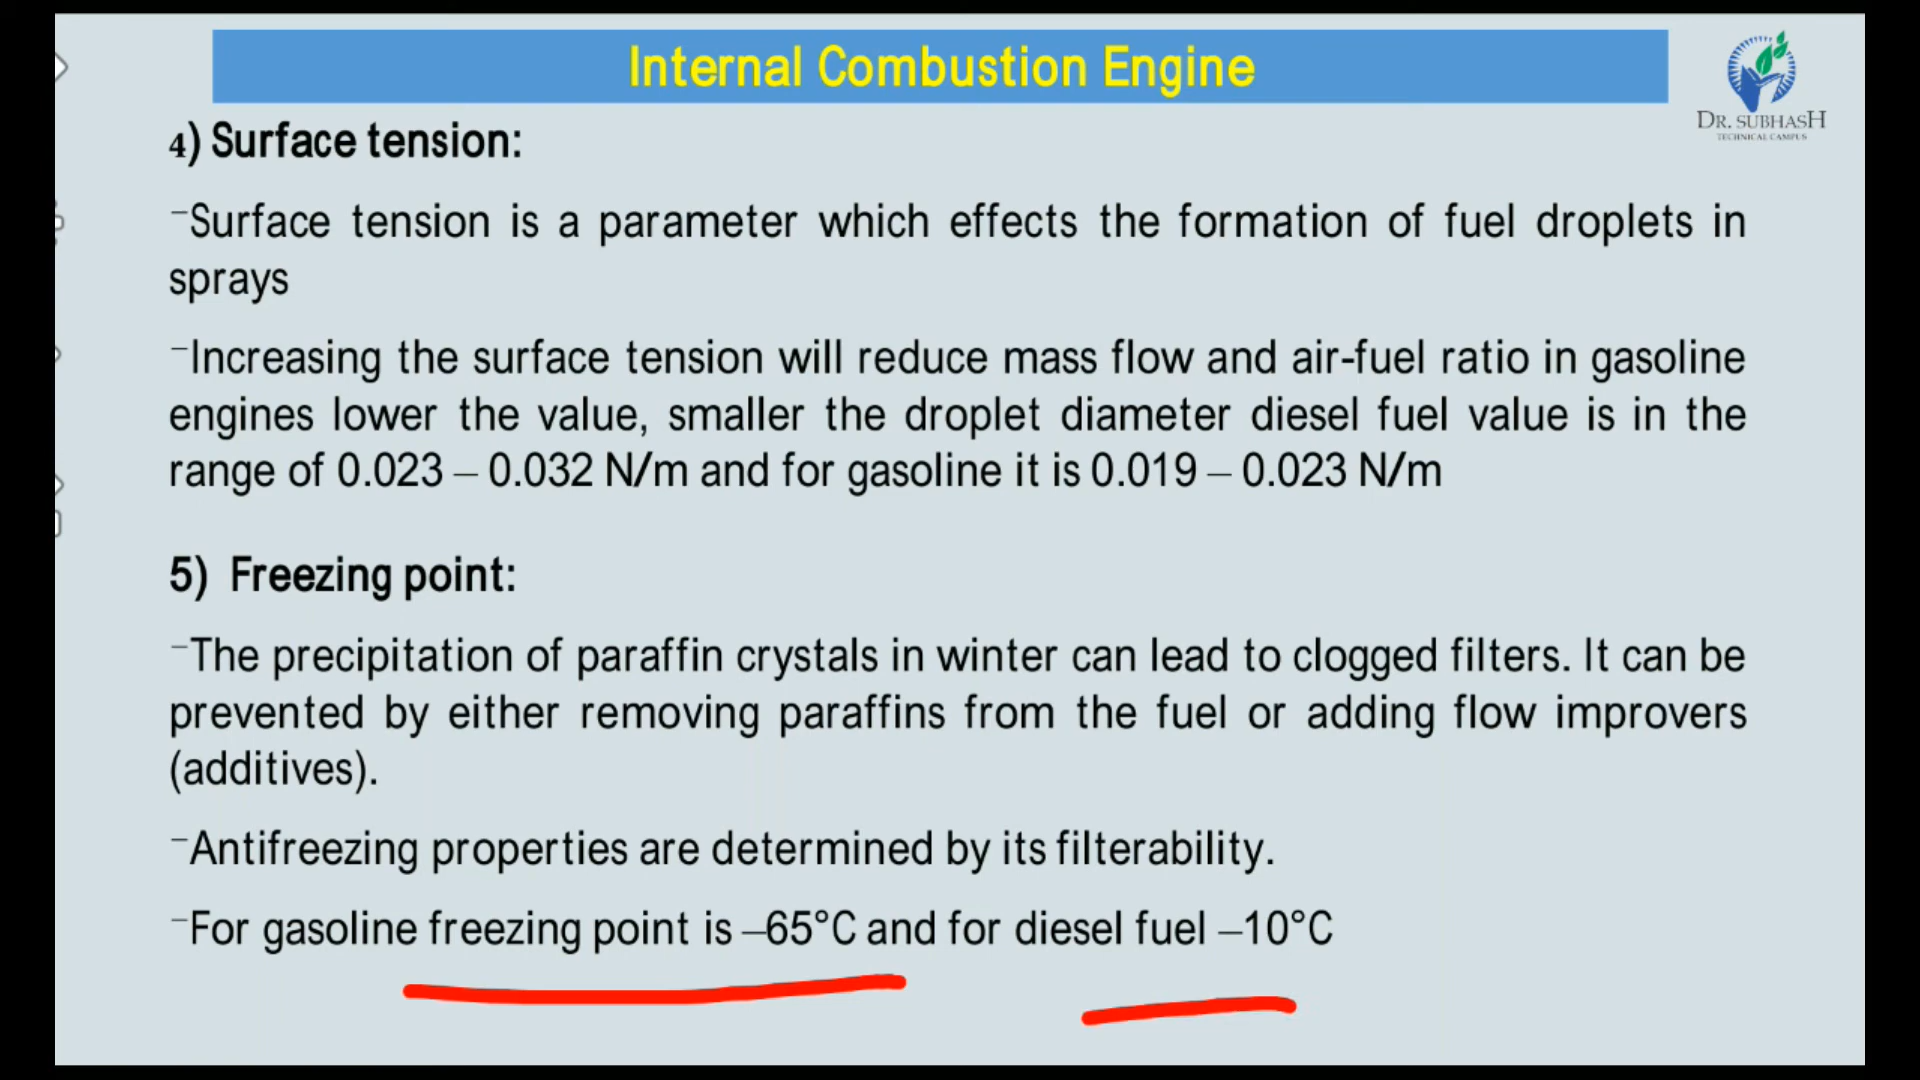 Internal Combustion Engine
DR. SUBHASH
TECHNICAL CAMPUS
4) Surface tension:
–Surface tension is a parameter which effects the formation of fuel droplets in
sprays
–Increasing the surface tension will reduce mass flow and air-fuel ratio in gasoline
engines lower the value, smaller the droplet diameter diesel fuel value is in the
range of 0.023 – 0.032 N/m and for gasoline it is 0.019 – 0.023 N/m
5) Freezing point:
–The precipitation of paraffin crystals in winter can lead to clogged filters. It can be
prevented by either removing paraffins from the fuel or adding flow improvers
(additives).
–Antifreezing properties are determined by its filterability.
–For gasoline freezing point is –65°C and for diesel fuel –10°C